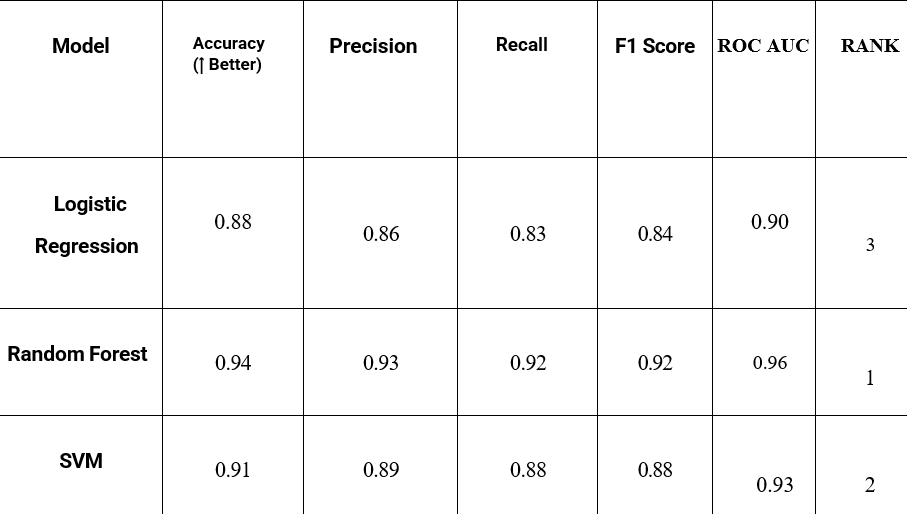 Model
Accuracy
(↑ Better)
Precision
Recall
F1 Score
ROC AUC
RANK
Logistic
Regression
0.88
0.86
0.83
0.84
0.90
3
Random Forest
0.94
0.93
0.92
0.92
0.96
1
SVM
0.91
0.89
0.88
0.88
0.93
2